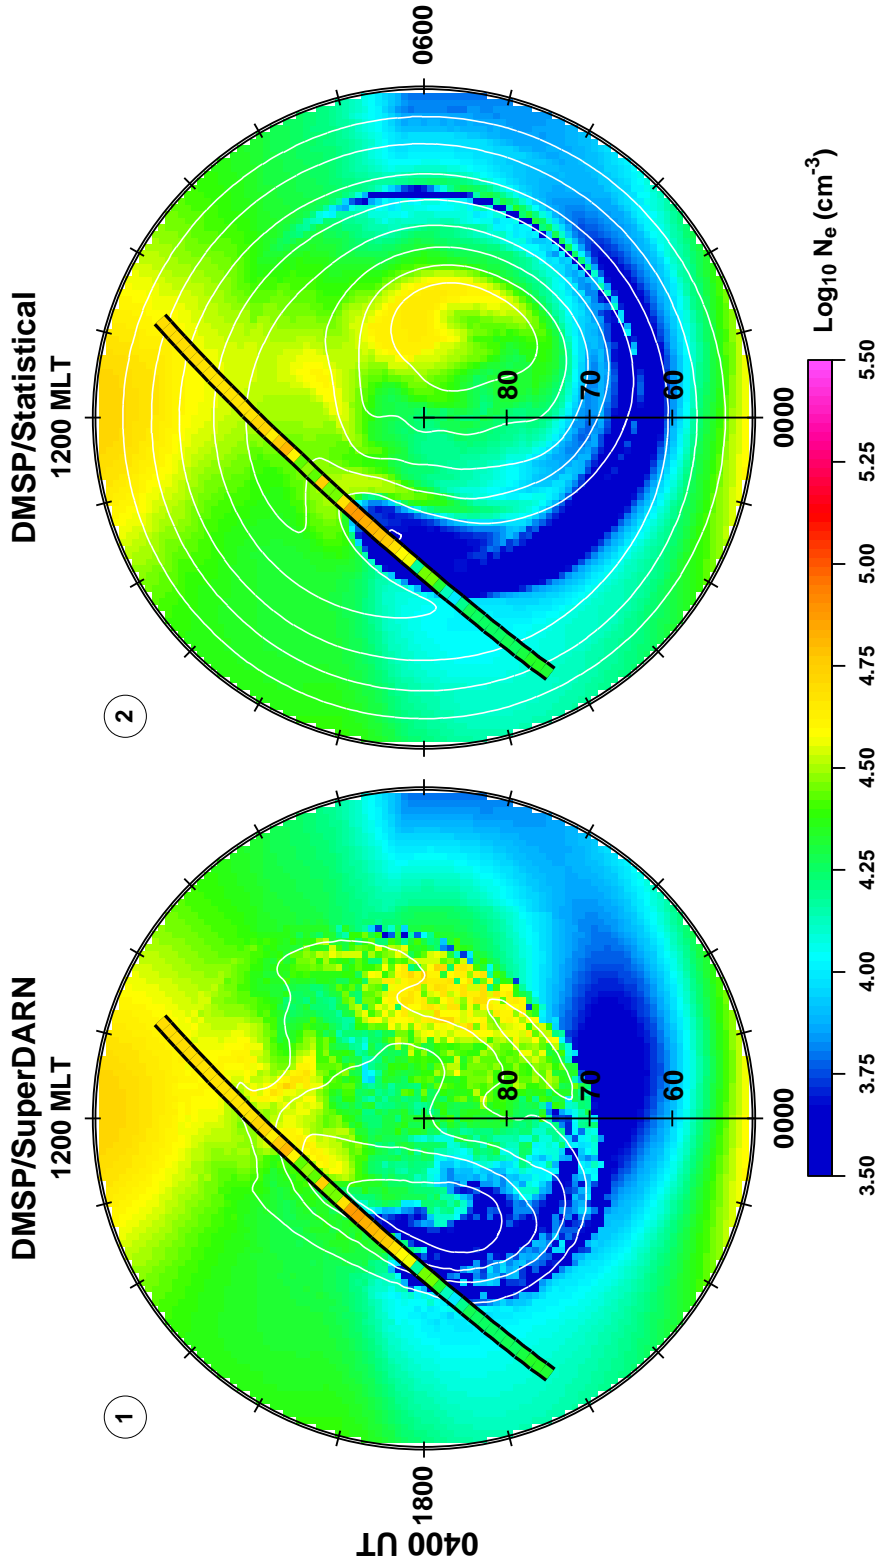 DMSP/SuperDARN
1200 MLT
DMSP/Statistical
1200 MLT
1
2
0400 UT
1800
0600
80
70
60
0000
80
70
60
0000
3.50 3.75 4.00 4.25 4.50 4.75 5.00 5.25 5.50
Log10 Ne (cm-3)